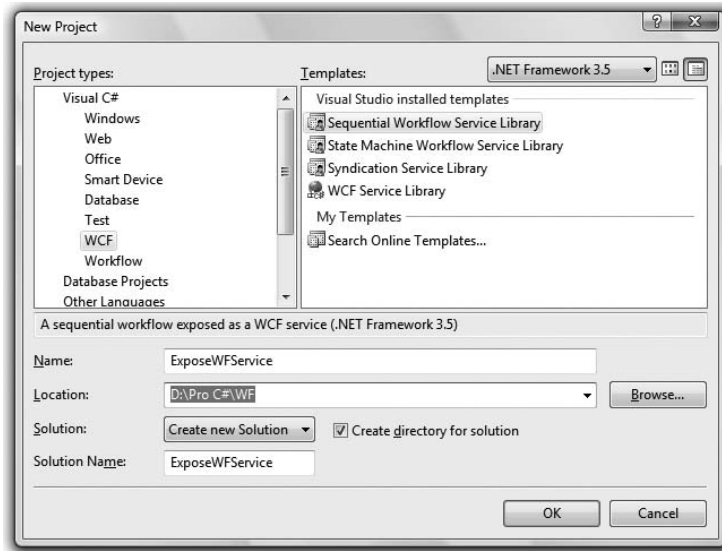 New Project
Project types:
Templates:
.NET Framework 3.5
Visual C#
Windows
Web
Office
Smart Device
Database
Test
WCF
Workflow
Database Projects
Other Languages
Visual Studio installed templates
Sequential Workflow Service Library
State Machine Workflow Service Library
Syndication Service Library
WCF Service Library
My Templates
Search Online Templates...
A sequential workflow exposed as a WCF service (.NET Framework 3.5)
Name:
ExposeWFService
Location:
D:\Pro C#\WF
Browse...
Solution:
Create new Solution
Create directory for solution
Solution Name:
ExposeWFService
OK
Cancel